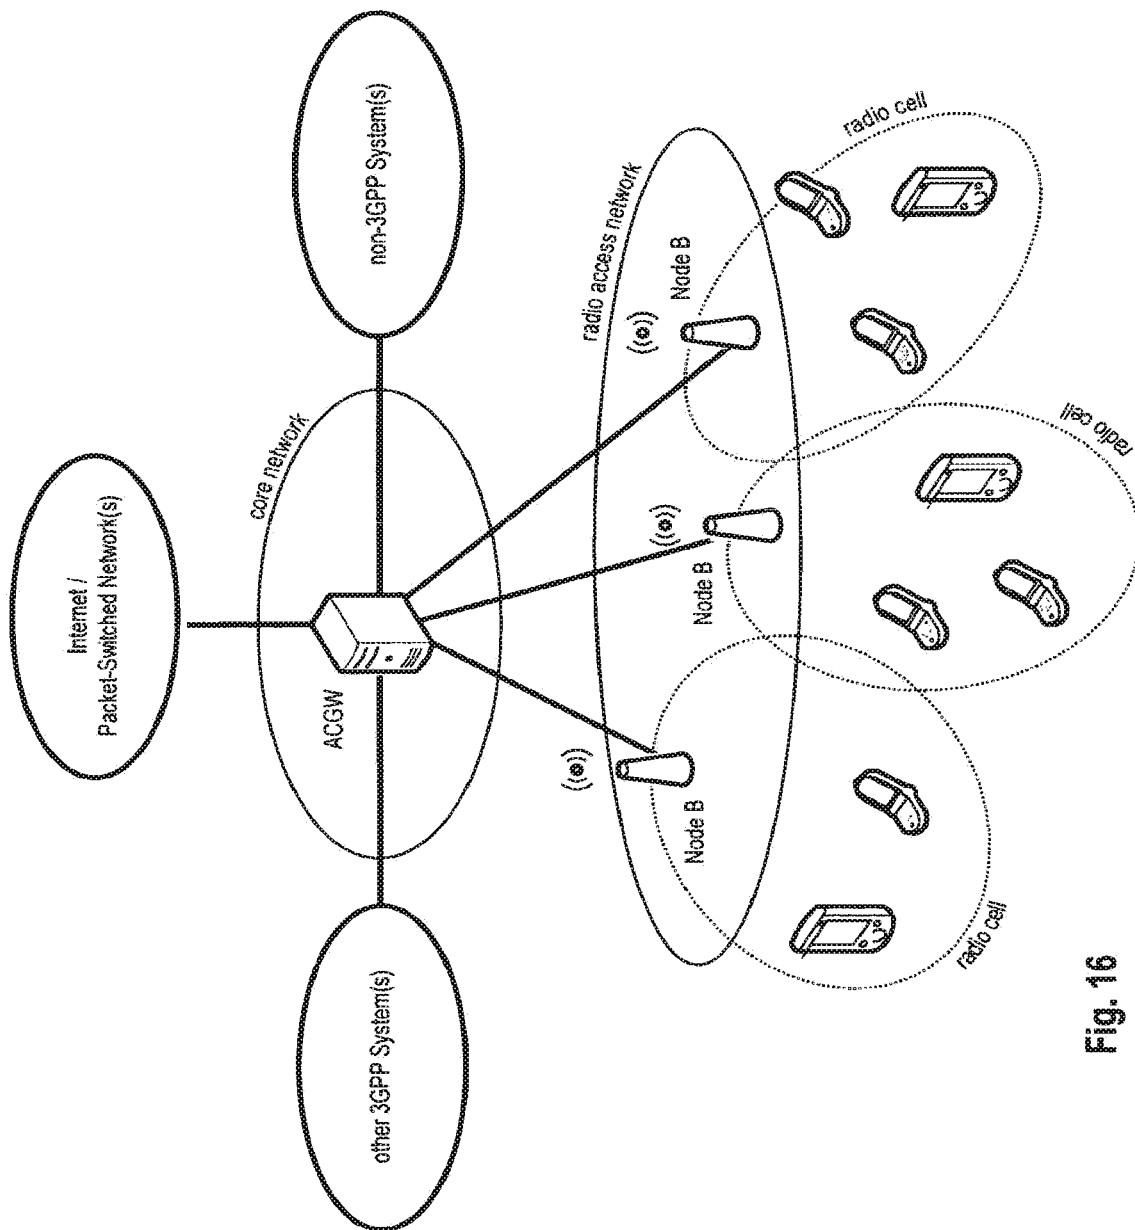 Internet /
Packet-Switched Network(s)
other 3GPP System(s)
core network
ACGW
non-3GPP System(s)
radio access network
Node B
Node B
Node B
radio cell
radio cell
radio cell
Fig. 16